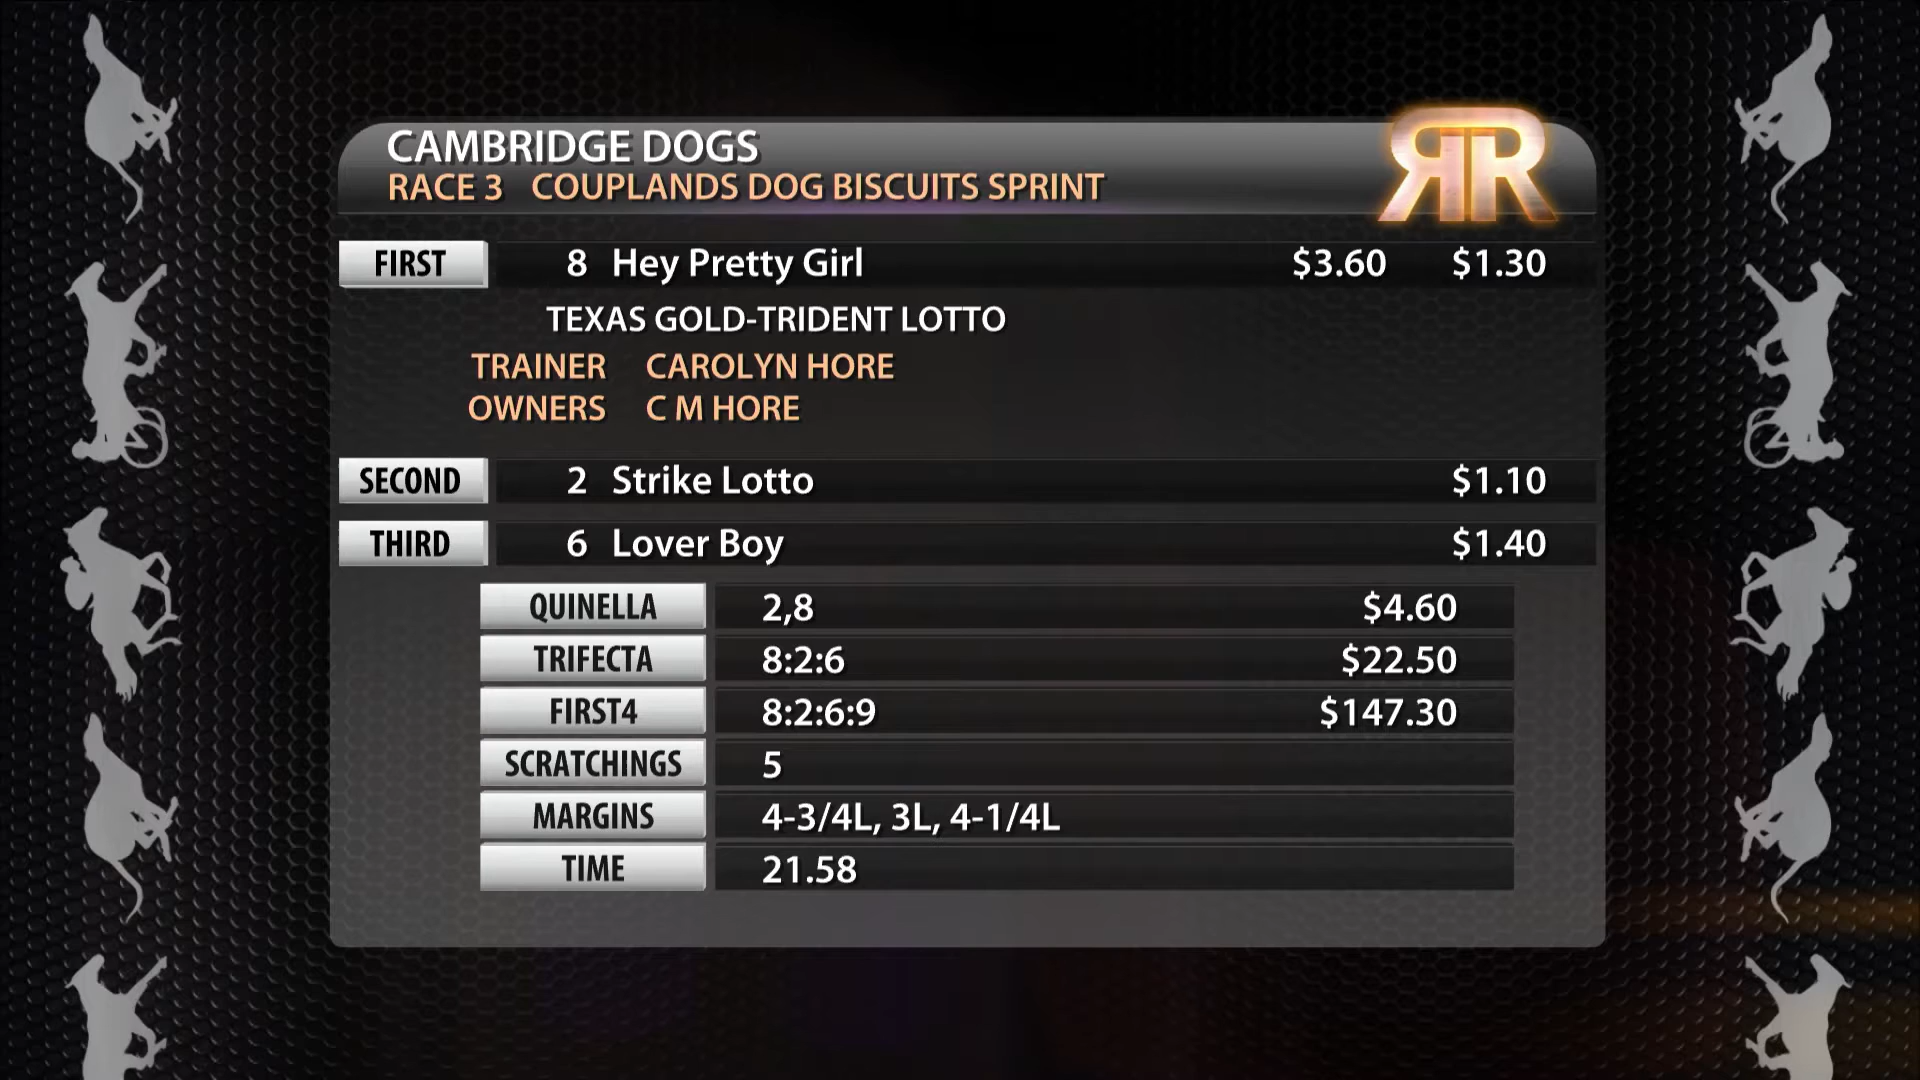 CAMBRIDGE DOGS
RACE 3 COUPLANDS DOG BISCUITS SPRINT
RR
FIRST 8 Hey Pretty Girl $3.60 $1.30
TEXAS GOLD-TRIDENT LOTTO
TRAINER CAROLYN HORE
OWNERS C M HORE
SECOND 2 Strike Lotto $1.10
THIRD 6 Lover Boy $1.40
QUINELLA 2,8 $4.60
TRIFECTA 8:2:6 $22.50
FIRST4 8:2:6:9 $147.30
SCRATCHINGS 5
MARGINS 4-3/4L, 3L, 4-1/4L
TIME 21.58